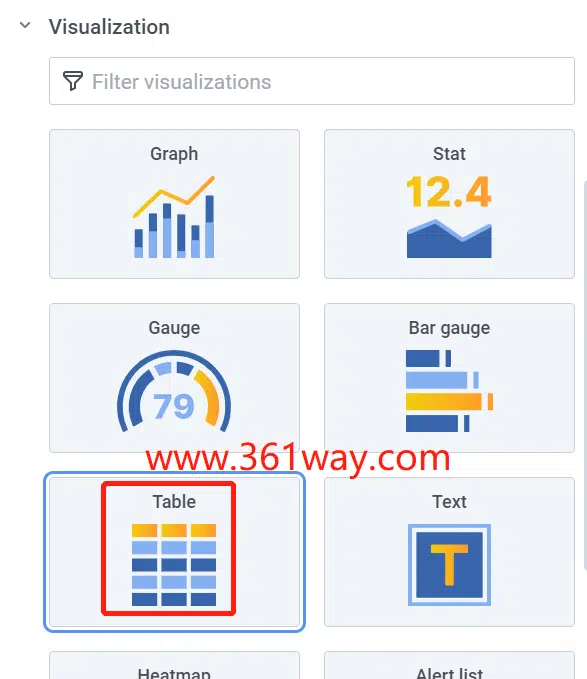 Visualization
Filter visualizations
Graph
Stat
12.4
Gauge
Bar gauge
79
www.361way.com
Table
Text
T
Heatmap
Alert list